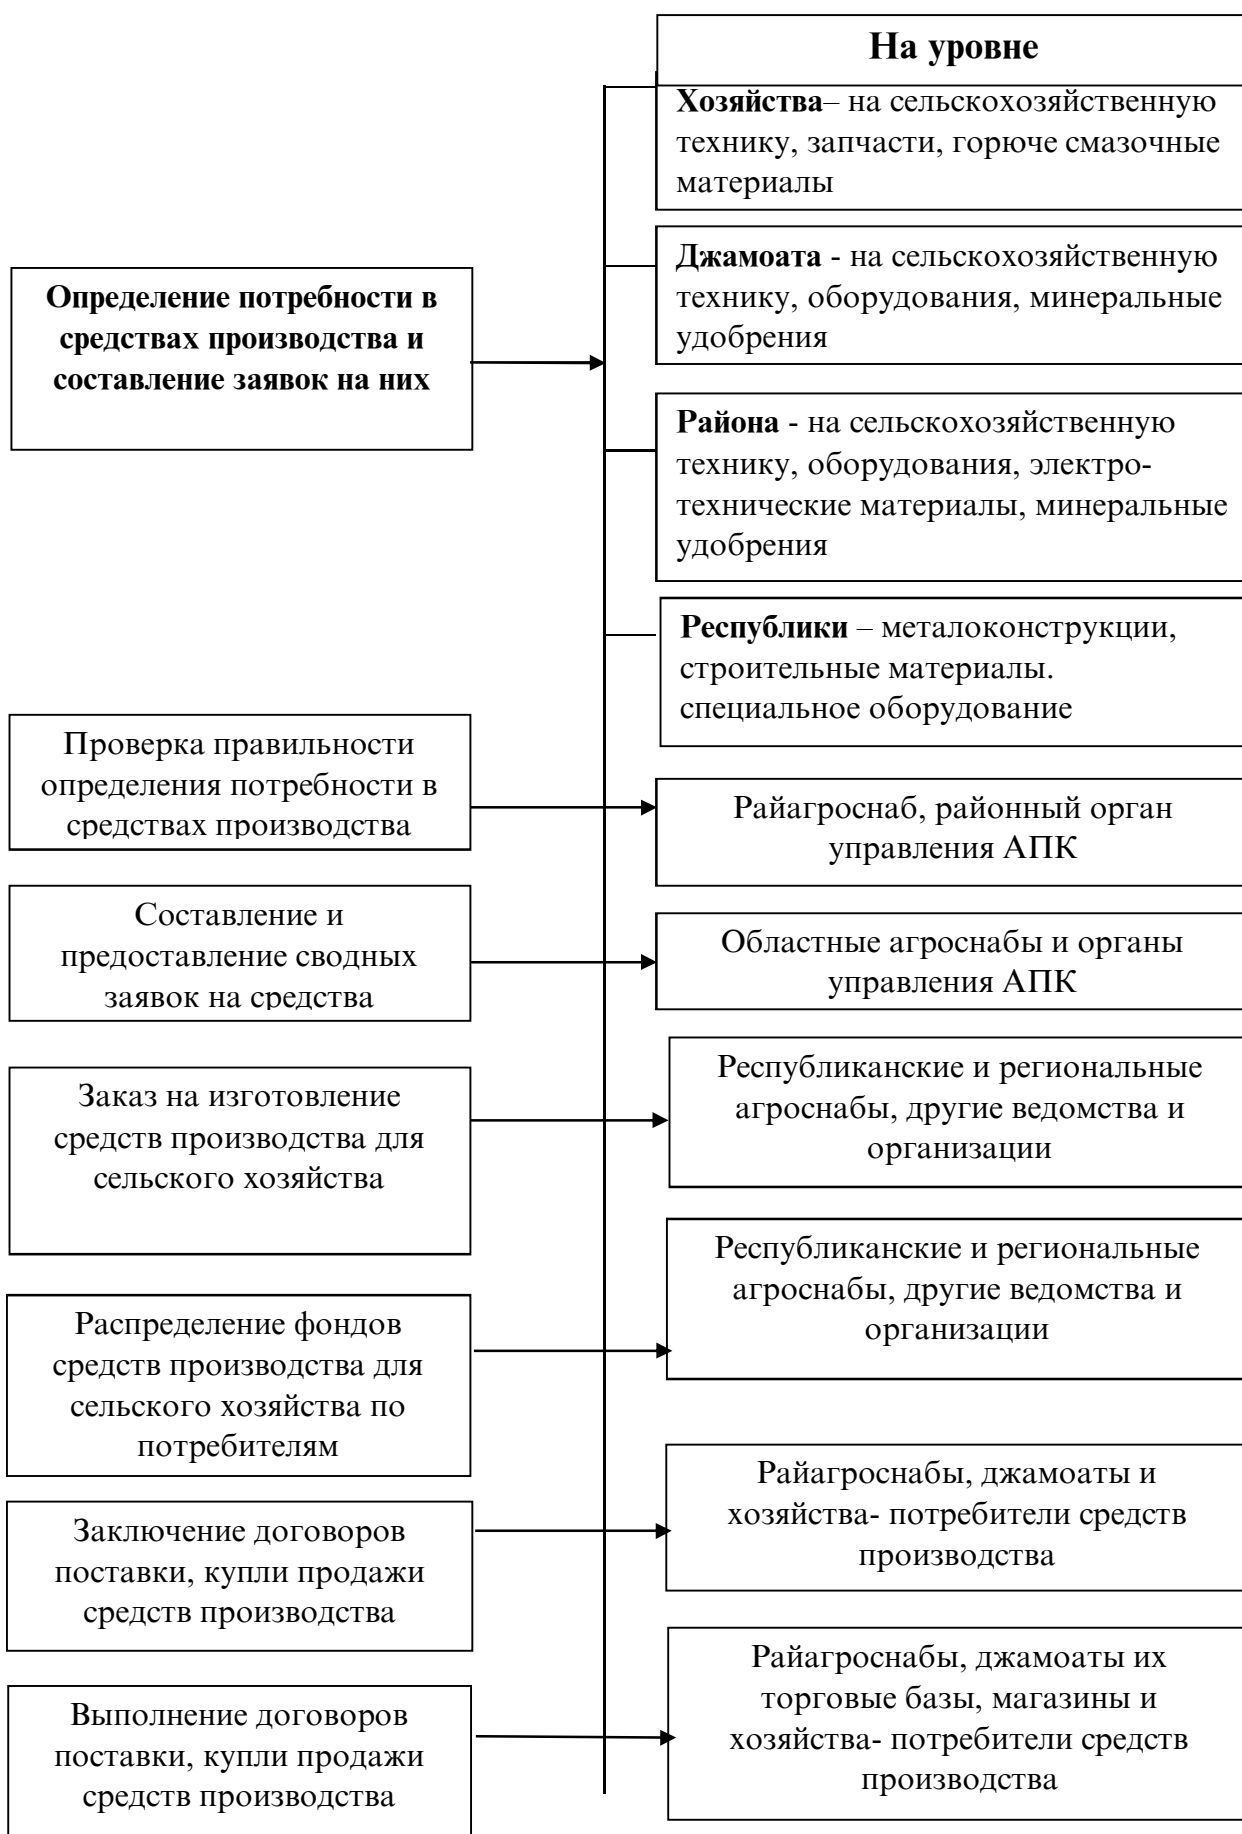 На уровне
Хозяйства– на сельскохозяйственную
технику, запчасти, горюче смазочные
материалы
Джамоата - на сельскохозяйственную
технику, оборудования, минеральные
удобрения
Определение потребности в
средствах производства и
составление заявок на них
Района - на сельскохозяйственную
технику, оборудования, электро-
технические материалы, минеральные
удобрения
Республики – металоконструкции,
строительные материалы.
специальное оборудование
Проверка правильности
определения потребности в
средствах производства
Райагроснаб, районный орган
управления АПК
Составление и
предоставление сводных
заявок на средства
Областные агроснабы и органы
управления АПК
Заказ на изготовление
средств производства для
сельского хозяйства
Республиканские и региональные
агроснабы, другие ведомства и
организации
Распределение фондов
средств производства для
сельского хозяйства по
потребителям
Республиканские и региональные
агроснабы, другие ведомства и
организации
Заключение договоров
поставки, купли продажи
средств производства
Райагроснабы, джамоаты и
хозяйства- потребители средств
производства
Выполнение договоров
поставки, купли продажи
средств производства
Райагроснабы, джамоаты их
торговые базы, магазины и
хозяйства- потребители средств
производства